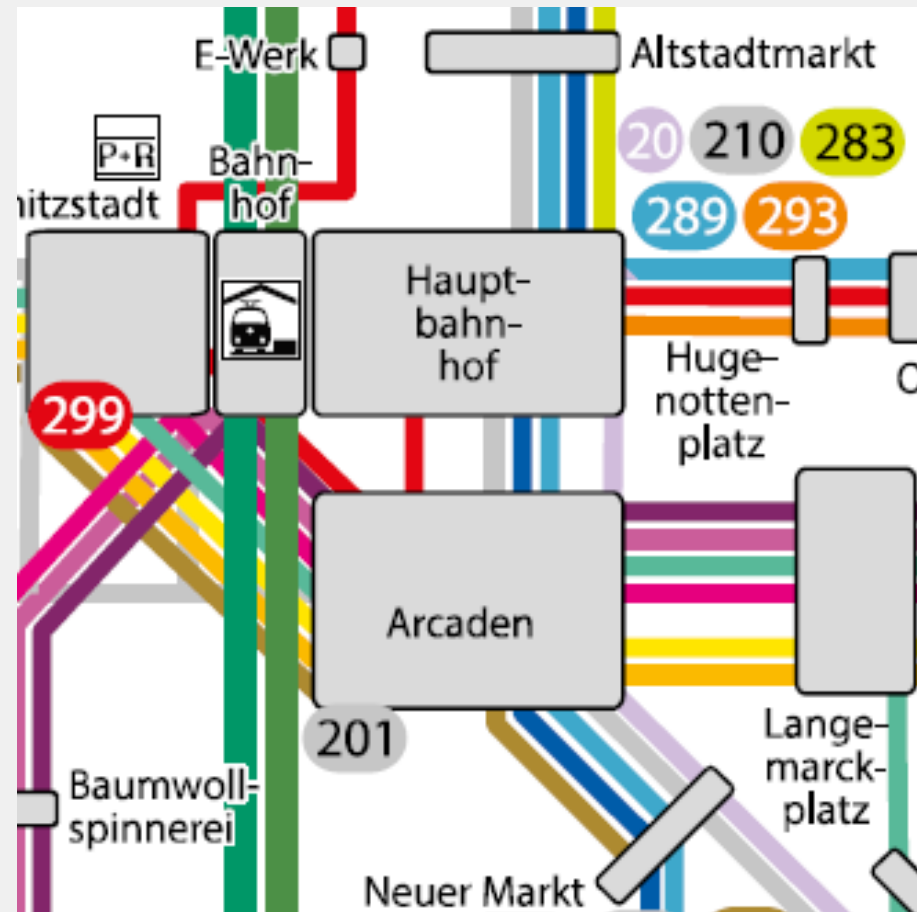 E-Werk
Altstadtmarkt
P+R
Bahn-
hof
20 210 283
289 293
nitzstadt
Haupt-
bahn-
hof
Huge-
notten-
platz
299
Arcaden
201
Lange-
marck-
platz
Baumwoll-
spinnerei
Neuer Markt